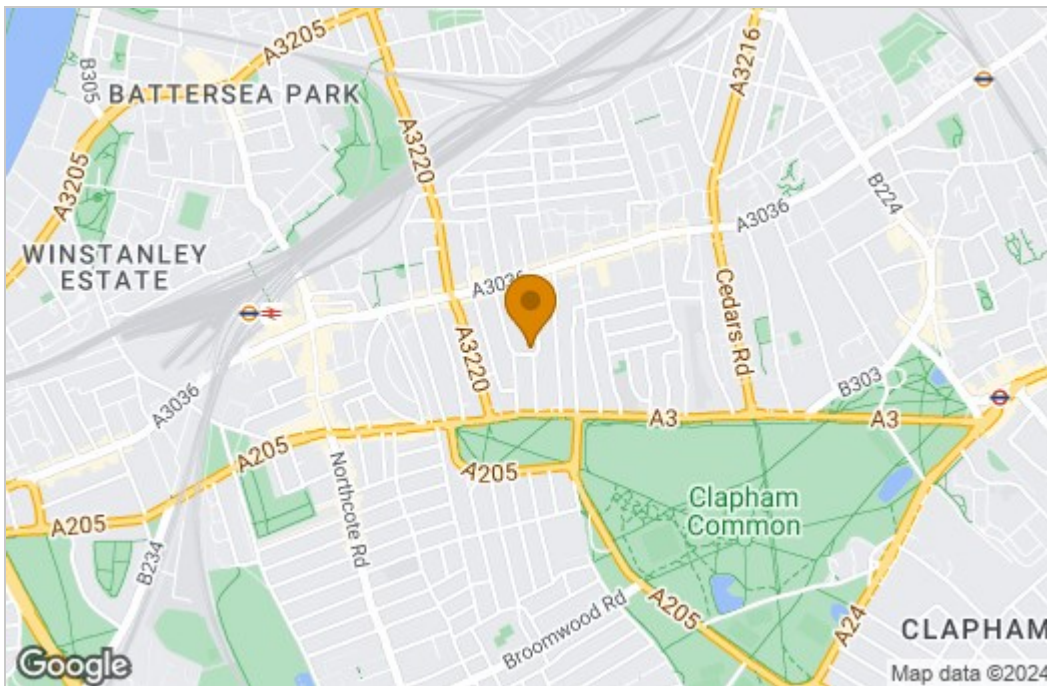 A3205
A3216
B305
BATTERSEA PARK
A3220
A3205
B224
A3036
WINSTANLEY
ESTATE
A3036
Cedars Rd
A3220
B303
A3036
A3
A3
A205
Northcote Rd
A205
A205
Clapham
Common
B234
A205
Broomwood Rd
A24
CLAPHAM
Google
Map data ©2024